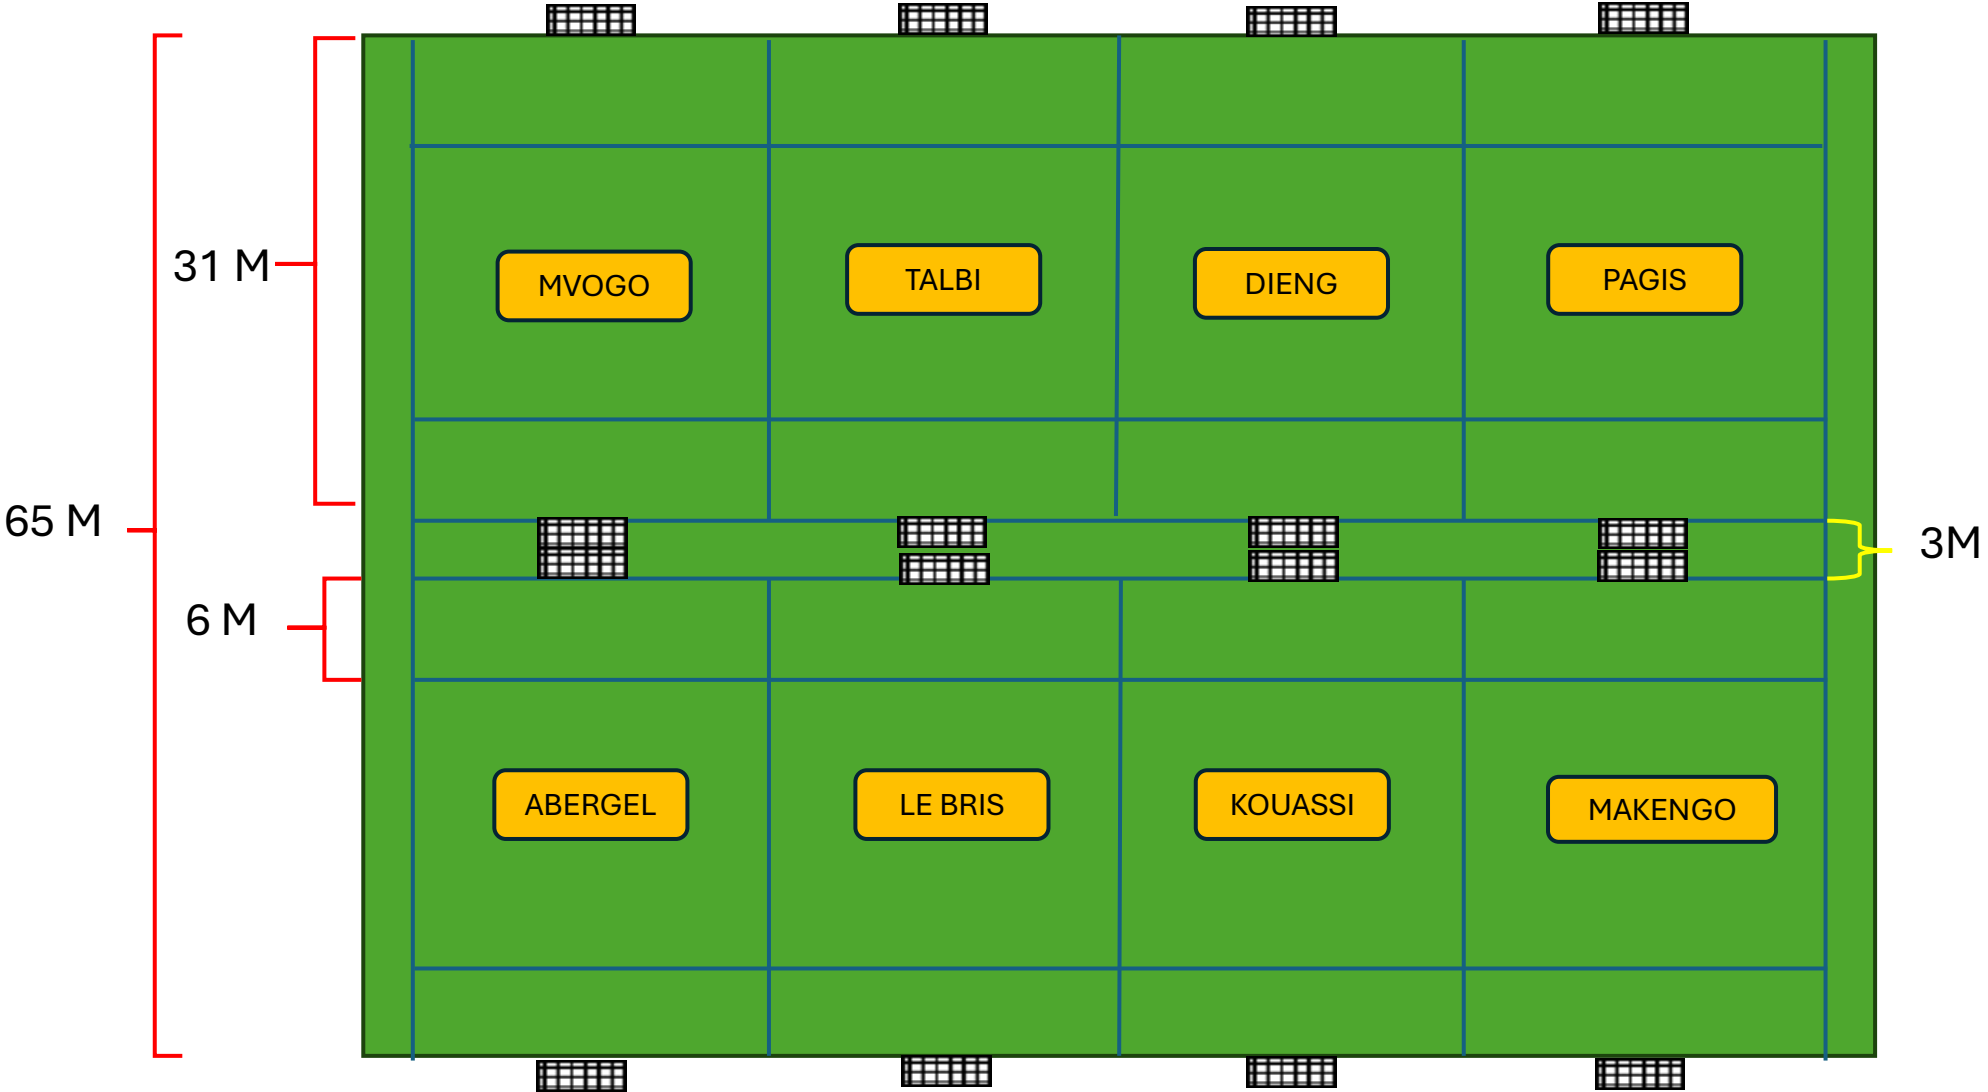 31 M
MVOGO
TALBI
DIENG
PAGIS
65 M
3M
6 M
ABERGEL
LE BRIS
KOUASSI
MAKENGO